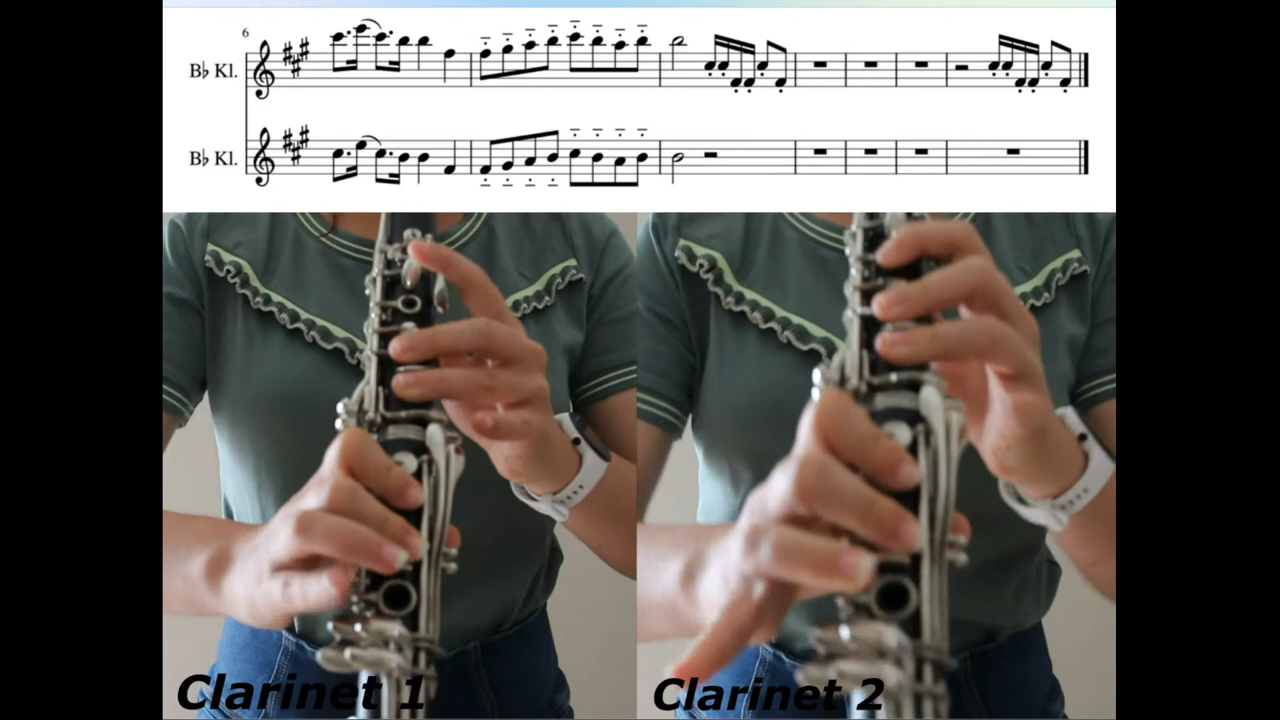 6
B♭ Kl.
B♭ Kl.
Clarinet 1
Clarinet 2